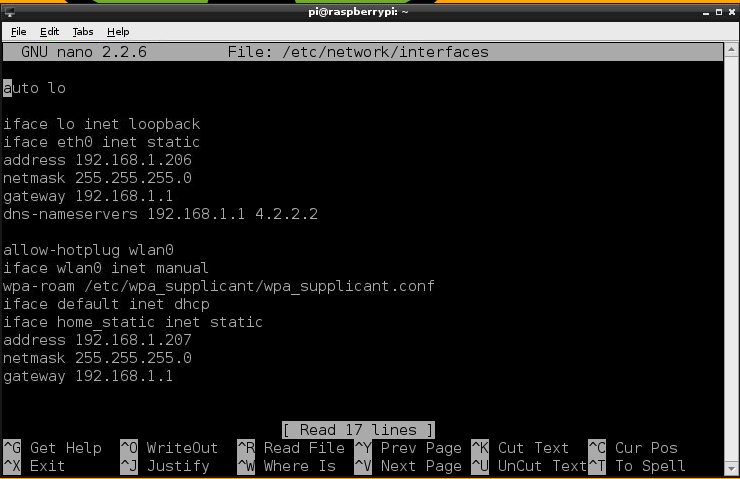 pi@raspberrypi: ~
File Edit Tabs Help
GNU nano 2.2.6 File: /etc/network/interfaces
auto lo
iface lo inet loopback
iface eth0 inet static
address 192.168.1.206
netmask 255.255.255.0
gateway 192.168.1.1
dns-nameservers 192.168.1.1 4.2.2.2
allow-hotplug wlan0
iface wlan0 inet manual
wpa-roam /etc/wpa_supplicant/wpa_supplicant.conf
iface default inet dhcp
iface home_static inet static
address 192.168.1.207
netmask 255.255.255.0
gateway 192.168.1.1
[ Read 17 lines ]
^G Get Help ^O WriteOut ^R Read File ^Y Prev Page ^K Cut Text ^C Cur Pos
^X Exit ^J Justify ^W Where Is ^V Next Page ^U UnCut Text ^T To Spell